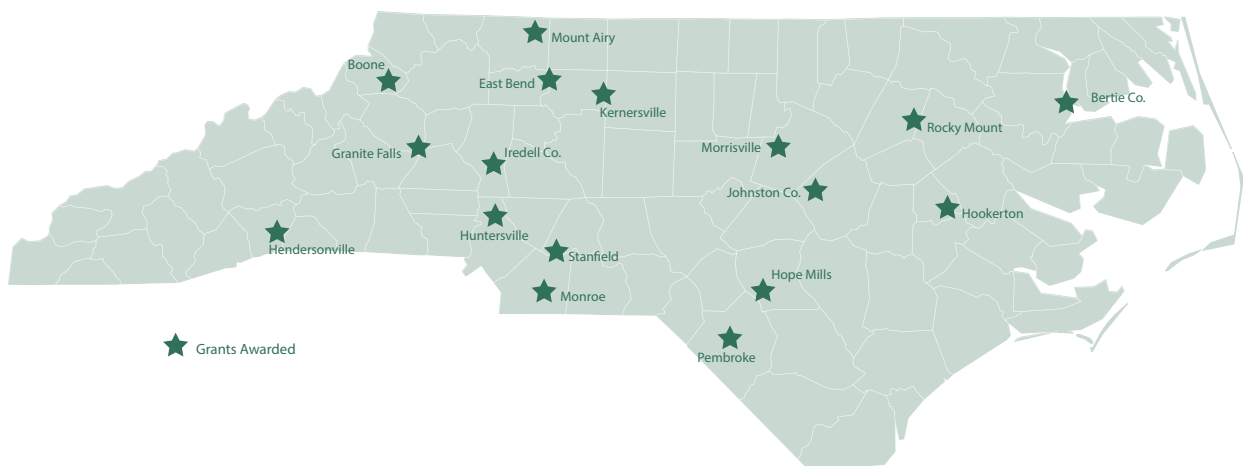 Mount Airy
Boone
East Bend
Kernersville
Bertie Co.
Rocky Mount
Morrisville
Granite Falls
Iredell Co.
Johnston Co.
Hookerton
Huntersville
Hendersonville
Stanfield
Hope Mills
Monroe
Grants Awarded
Pembroke